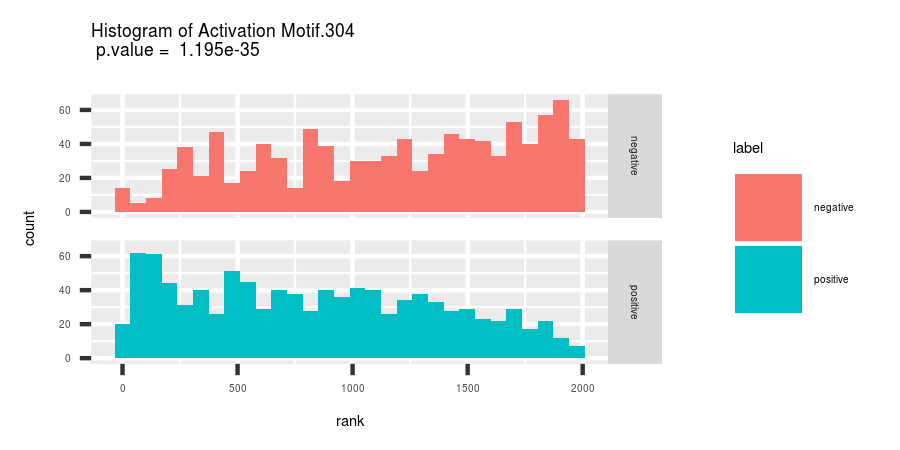 Histogram of Activation Motif.304
p.value = 1.195e-35
count
60
40
20
0
negative
60
40
20
0
positive
0 500 1000 1500 2000
rank
label
negative
positive